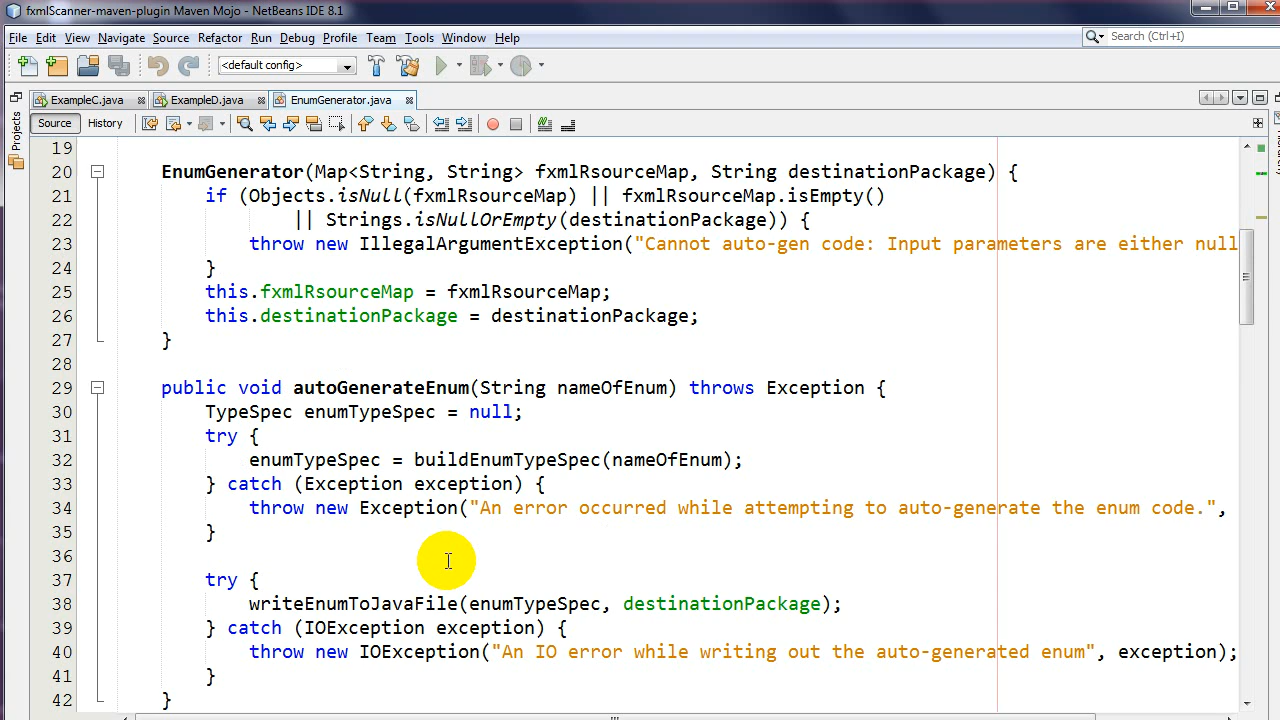 fxmlScanner-maven-plugin Maven Mojo - NetBeans IDE 8.1
File Edit View Navigate Source Refactor Run Debug Profile Team Tools Window Help
Search (Ctrl+I)
<default config>
Projects
ExampleC.java ExampleD.java EnumGenerator.java
Source History
19
20 EnumGenerator(Map<String, String> fxmlRsourceMap, String destinationPackage) {
21 if (Objects.isNull(fxmlRsourceMap) || fxmlRsourceMap.isEmpty()
22 || Strings.isNullOrEmpty(destinationPackage)) {
23 throw new IllegalArgumentException("Cannot auto-gen code: Input parameters are either null
24 }
25 this.fxmlRsourceMap = fxmlRsourceMap;
26 this.destinationPackage = destinationPackage;
27 }
28
29 public void autoGenerateEnum(String nameOfEnum) throws Exception {
30 TypeSpec enumTypeSpec = null;
31 try {
32 enumTypeSpec = buildEnumTypeSpec(nameOfEnum);
33 } catch (Exception exception) {
34 throw new Exception("An error occurred while attempting to auto-generate the enum code.",
35 }
36
37 try {
38 writeEnumToJavaFile(enumTypeSpec, destinationPackage);
39 } catch (IOException exception) {
40 throw new IOException("An IO error while writing out the auto-generated enum", exception);
41 }
42 }